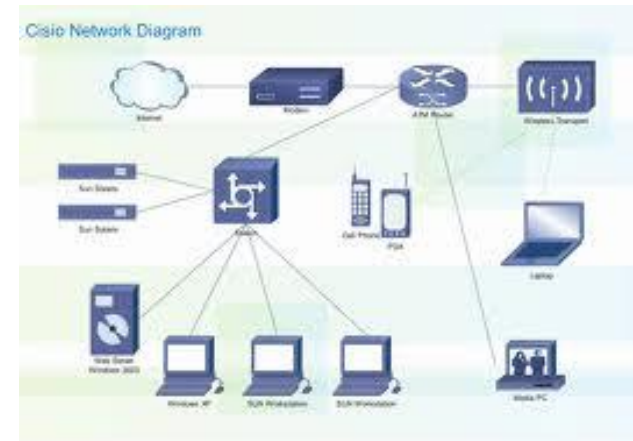 Cisio Network Diagram
Internet
Modem
ATM Router
Wireless Transport
Sun Solaris
Sun Solaris
Cell Phone
PDA
Laptop
Web Server
Windows 2003
Windows XP
SUN Workstation
SUN Workstation
Media PC